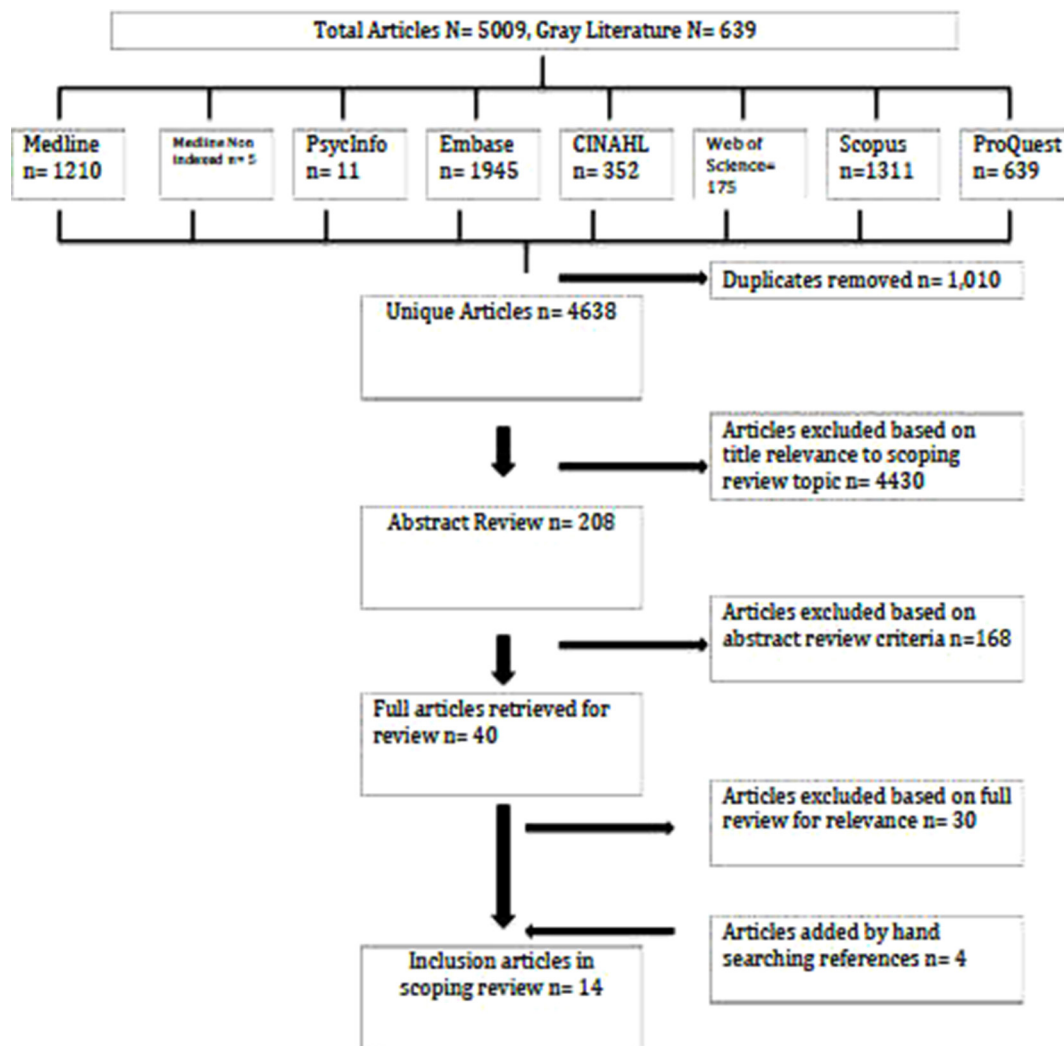 Total Articles N= 5009, Gray Literature N= 639
Medline
n= 1210
Medline Non
indexed n= 5
PsycInfo
n= 11
Embase
n= 1945
CINAHL
n= 352
Web of
Science=
175
Scopus
n=1311
ProQuest
n= 639
Duplicates removed n= 1,010
Unique Articles n= 4638
Articles excluded based on
title relevance to scoping
review topic n= 4430
Abstract Review n= 208
Articles excluded based on
abstract review criteria n=168
Full articles retrieved for
review n= 40
Articles excluded based on full
review for relevance n= 30
Articles added by hand
searching references n= 4
Inclusion articles in
scoping review n= 14